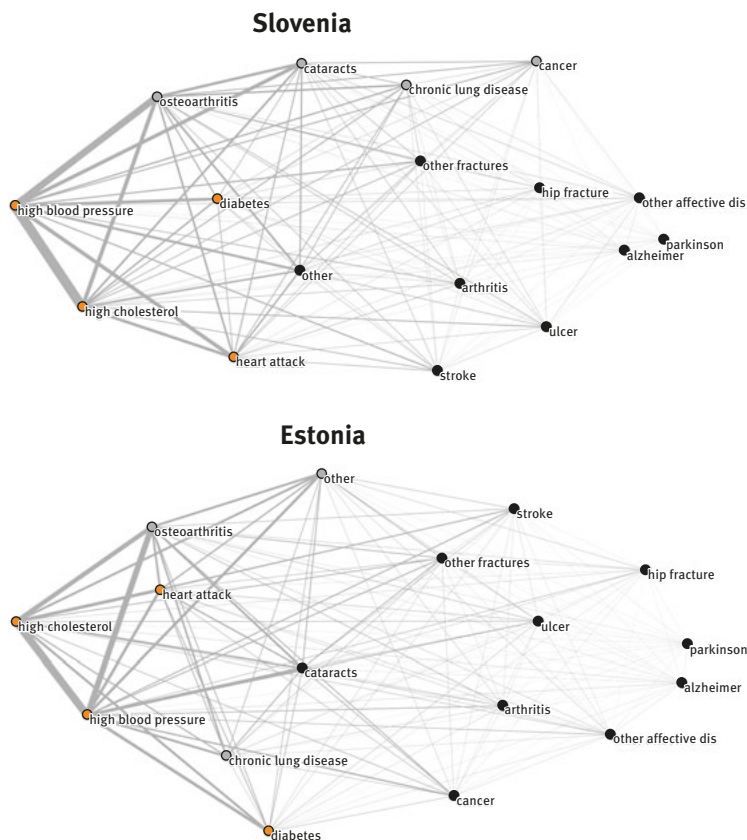 Slovenia
cataracts
cancer
chronic lung disease
osteoarthritis
other fractures
hip fracture
other affective dis
diabetes
high blood pressure
parkinson
alzheimer
other
arthritis
high cholesterol
ulcer
heart attack
stroke
Estonia
other
stroke
osteoarthritis
other fractures
hip fracture
heart attack
high cholesterol
ulcer
parkinson
cataracts
alzheimer
arthritis
high blood pressure
other affective dis
chronic lung disease
cancer
diabetes